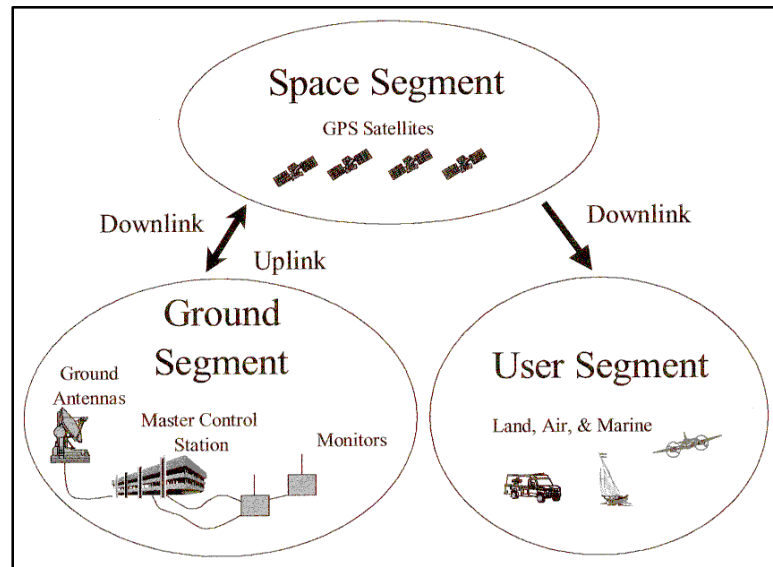 Space Segment
GPS Satellites
Downlink
Uplink
Downlink
Ground
Segment
Ground
Antennas
Master Control
Station
Monitors
User Segment
Land, Air, & Marine